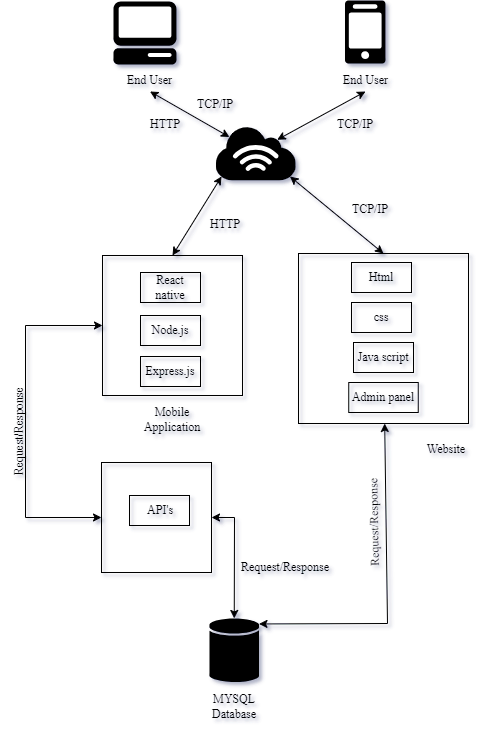 End User
End User
TCP/IP
HTTP
TCP/IP
TCP/IP
HTTP
React
native
Node.js
Express.js
Mobile
Application
Html
css
Java script
Admin panel
Website
Request/Response
Request/Response
API's
Request/Response
MYSQL
Database